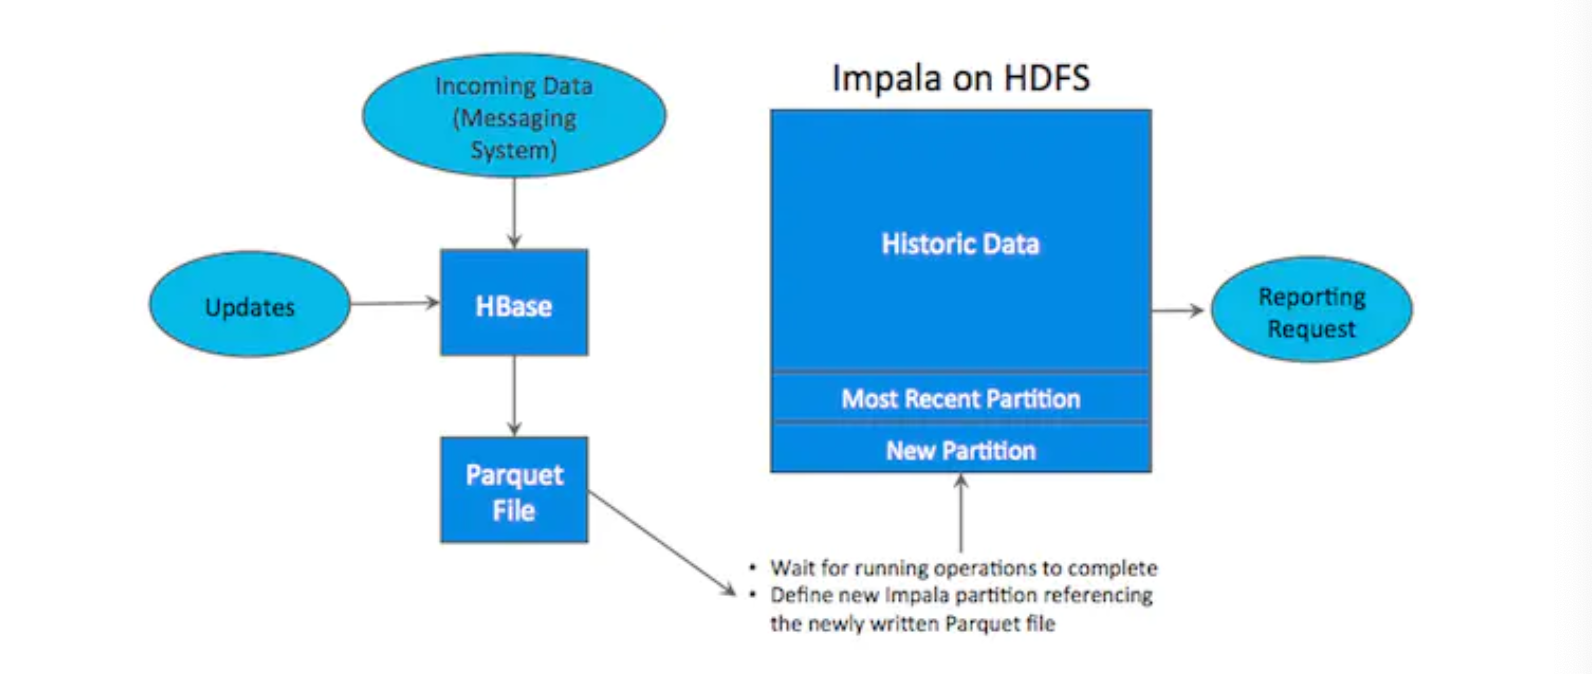 Incoming Data
(Messaging
System)
Impala on HDFS
Historic Data
Updates
HBase
Reporting
Request
Most Recent Partition
New Partition
Parquet
File
• Wait for running operations to complete
• Define new Impala partition referencing
the newly written Parquet file